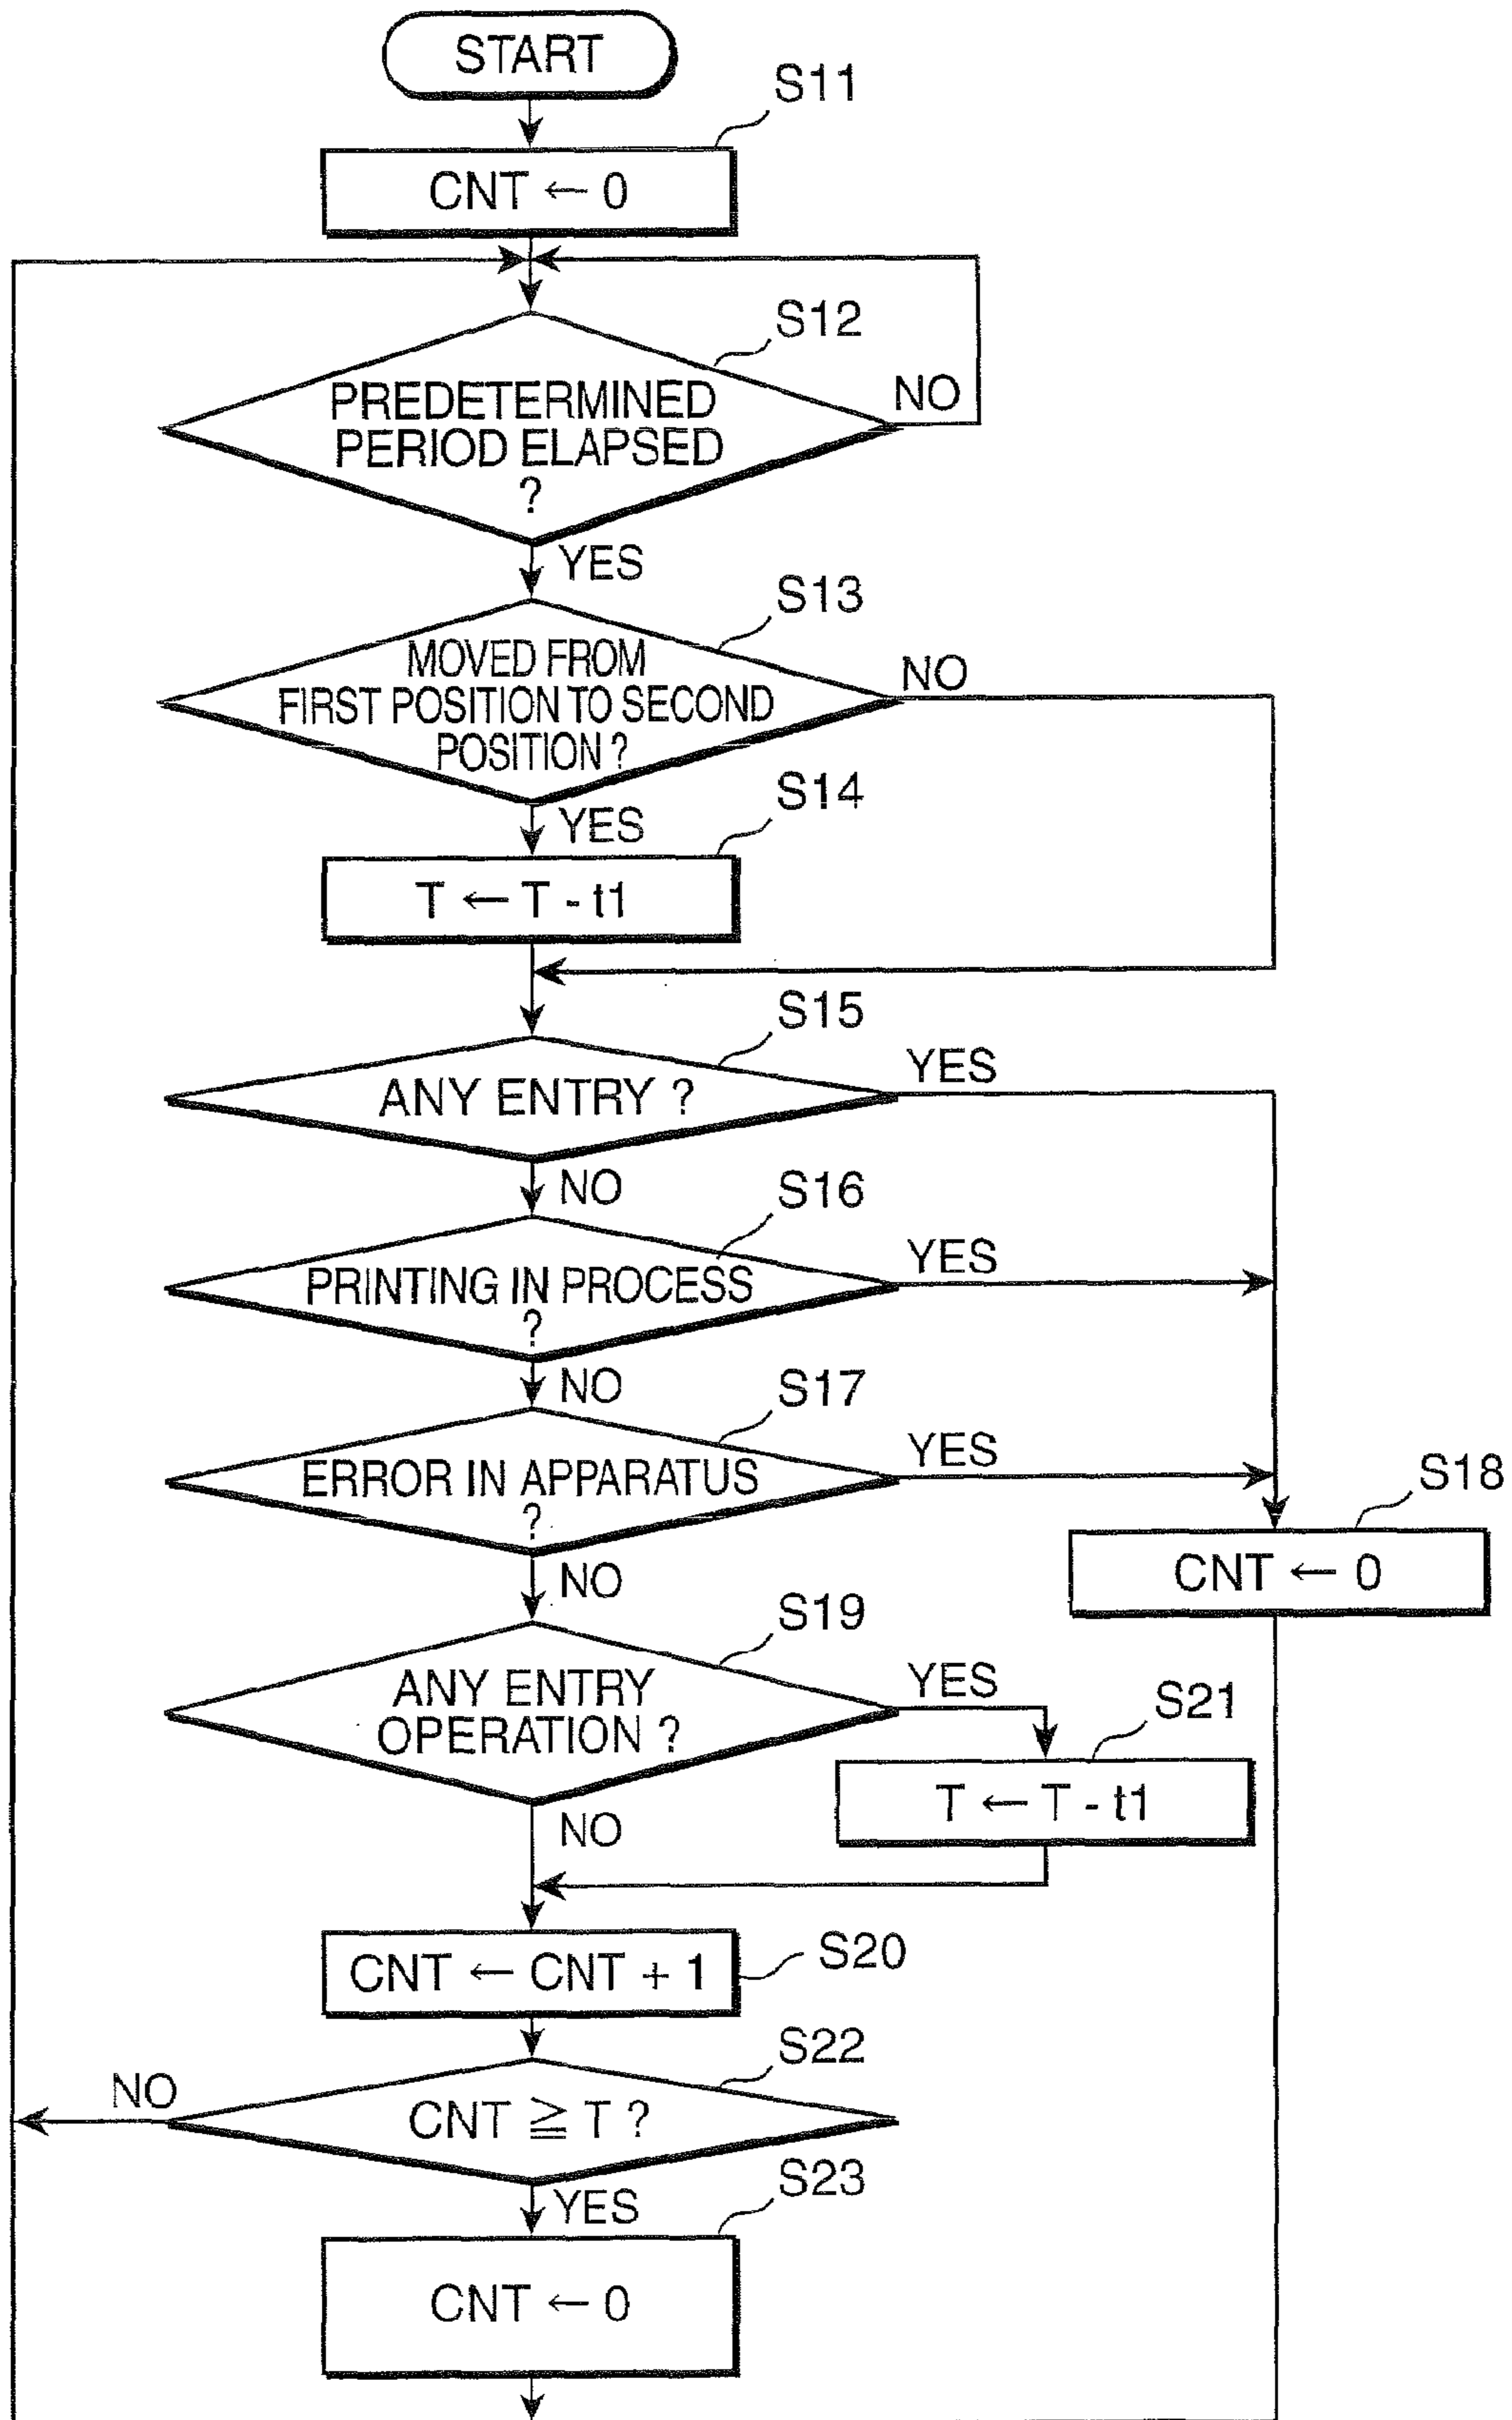 START
S11
CNT ← 0
S12
PREDETERMINED
PERIOD ELAPSED
?
NO
YES
S13
MOVED FROM
FIRST POSITION TO SECOND
POSITION ?
NO
YES
S14
T ← T - t1
S15
ANY ENTRY ?
YES
NO
S16
PRINTING IN PROCESS
?
YES
NO
S17
ERROR IN APPARATUS
?
YES
NO
S18
CNT ← 0
S19
ANY ENTRY
OPERATION ?
YES
NO
S21
T ← T - t1
S20
CNT ← CNT + 1
S22
CNT ≧ T ?
NO
YES
S23
CNT ← 0